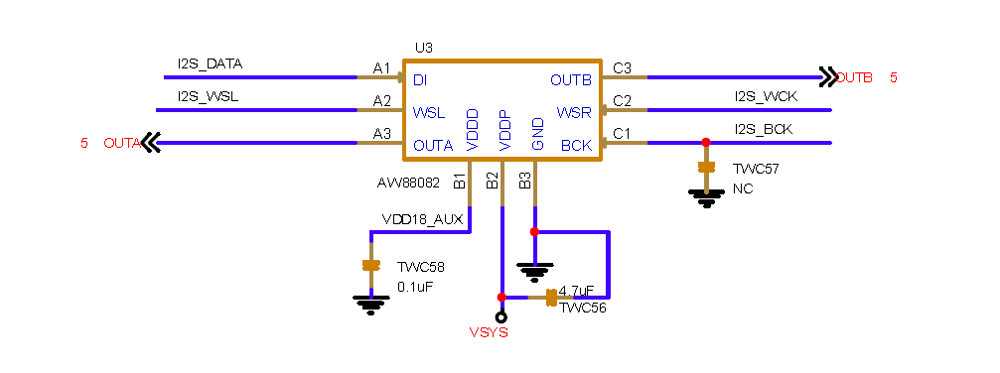 U3
I2S_DATA A1 DI OUTB C3 OUTB 5
I2S_WSL A2 WSL WSR C2 I2S_WCK
5 OUTA A3 OUTA BCK C1 I2S_BCK
VDDD VDDP GND
AW88082 B1 B2 B3
TWC57
NC
VDD18_AUX
TWC58
0.1uF
4.7uF
TWC56
VSYS